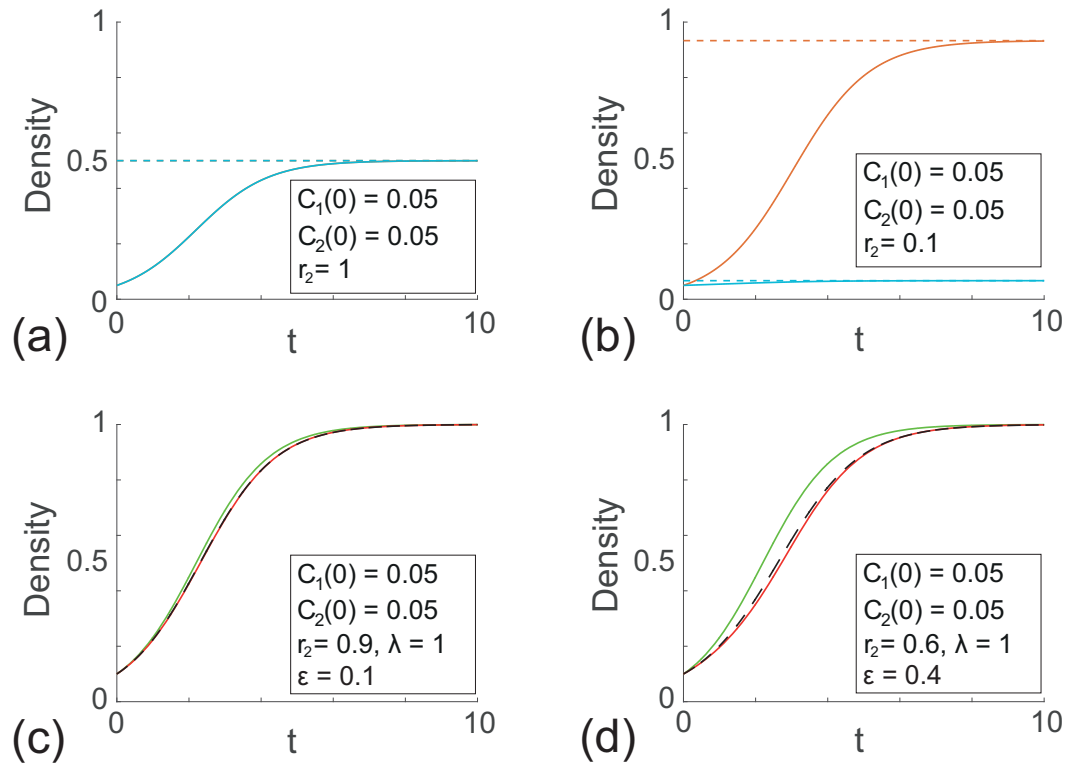 1
Density
0.5
C₁(0) = 0.05
C₂(0) = 0.05
r₂= 1
0
0
10
t
(a)
1
Density
0.5
C₁(0) = 0.05
C₂(0) = 0.05
r₂= 0.1
0
0
10
t
(b)
1
Density
0.5
C₁(0) = 0.05
C₂(0) = 0.05
r₂= 0.9, λ = 1
ε = 0.1
0
0
10
t
(c)
1
Density
0.5
C₁(0) = 0.05
C₂(0) = 0.05
r₂= 0.6, λ = 1
ε = 0.4
0
0
10
t
(d)